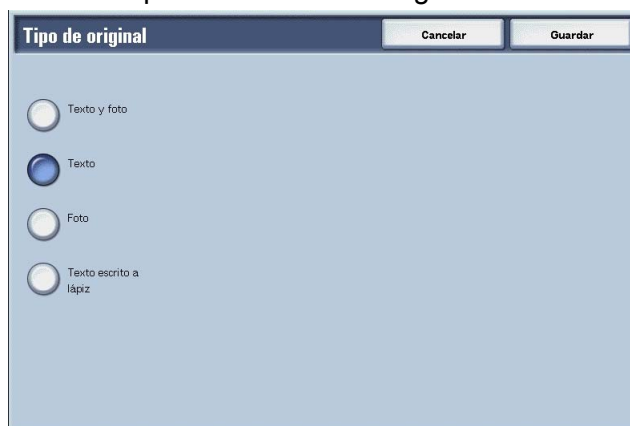 Tipo de original
Cancelar
Guardar
Texto y foto
Texto
Foto
Texto escrito a
lápiz